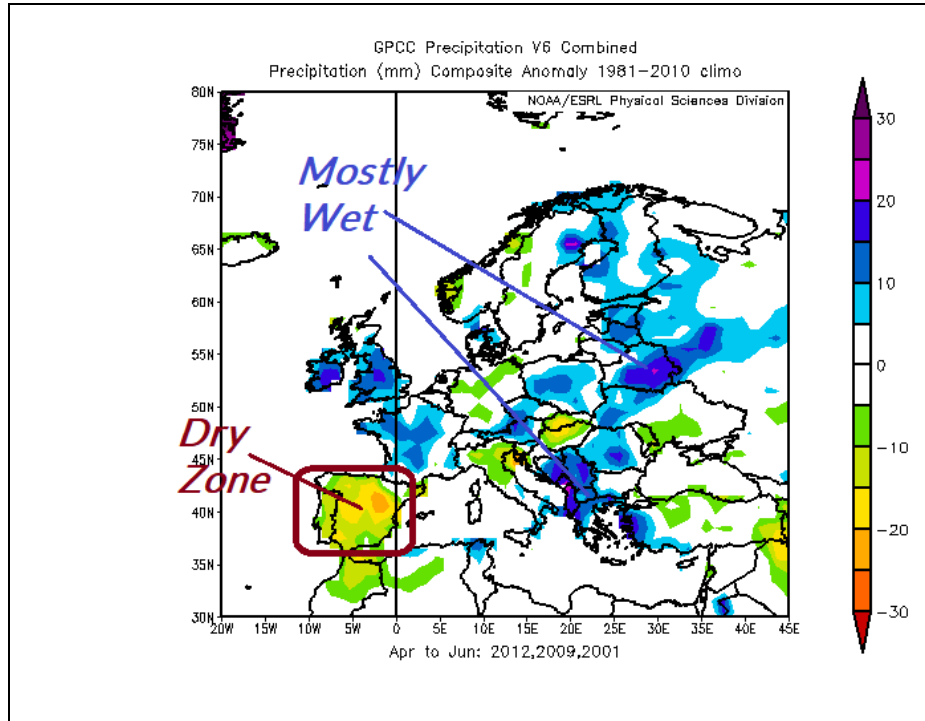 GPCC Precipitation V6 Combined
Precipitation (mm) Composite Anomaly 1981-2010 climo
NOAA/ESRL Physical Sciences Division
80N
75N
70N
65N
60N
55N
50N
45N
40N
35N
30N
Mostly
Wet
Dry
Zone
20W 15W 10W 5W 0 5E 10E 15E 20E 25E 30E 35E 40E 45E
Apr to Jun: 2012,2009,2001
30
20
10
0
-10
-20
-30